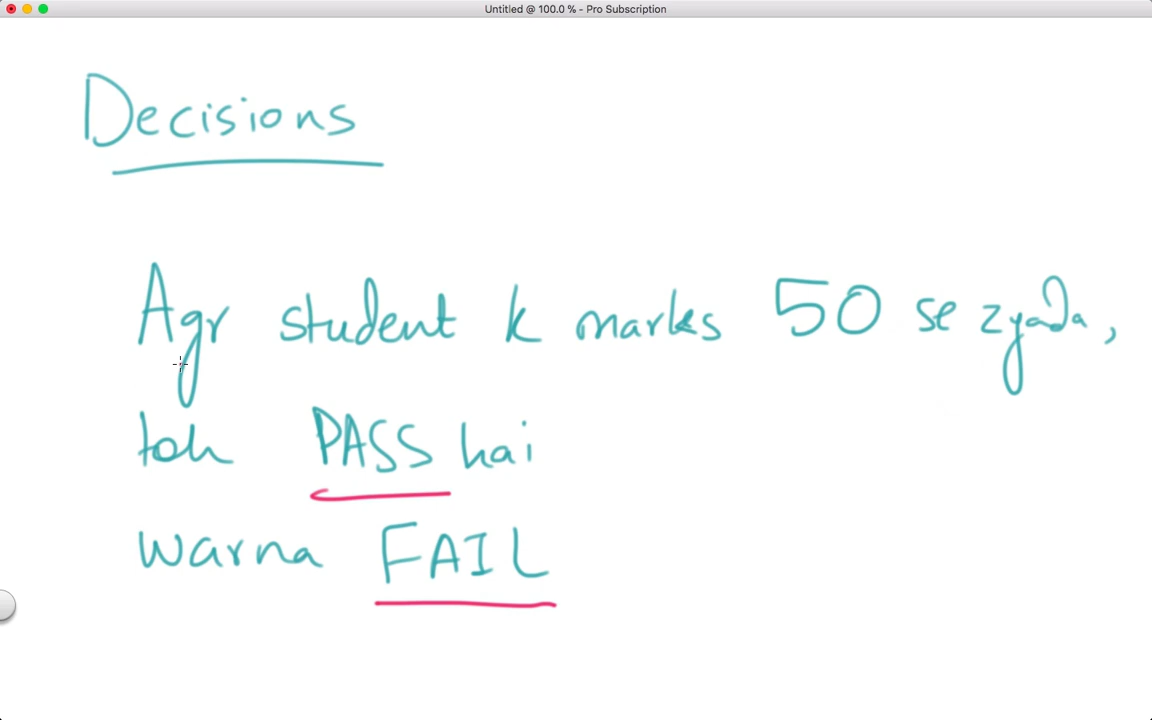 Untitled @ 100.0 % - Pro Subscription
Decisions
Agr student k marks 50 se zyada,
toh PASS hai
warna FAIL